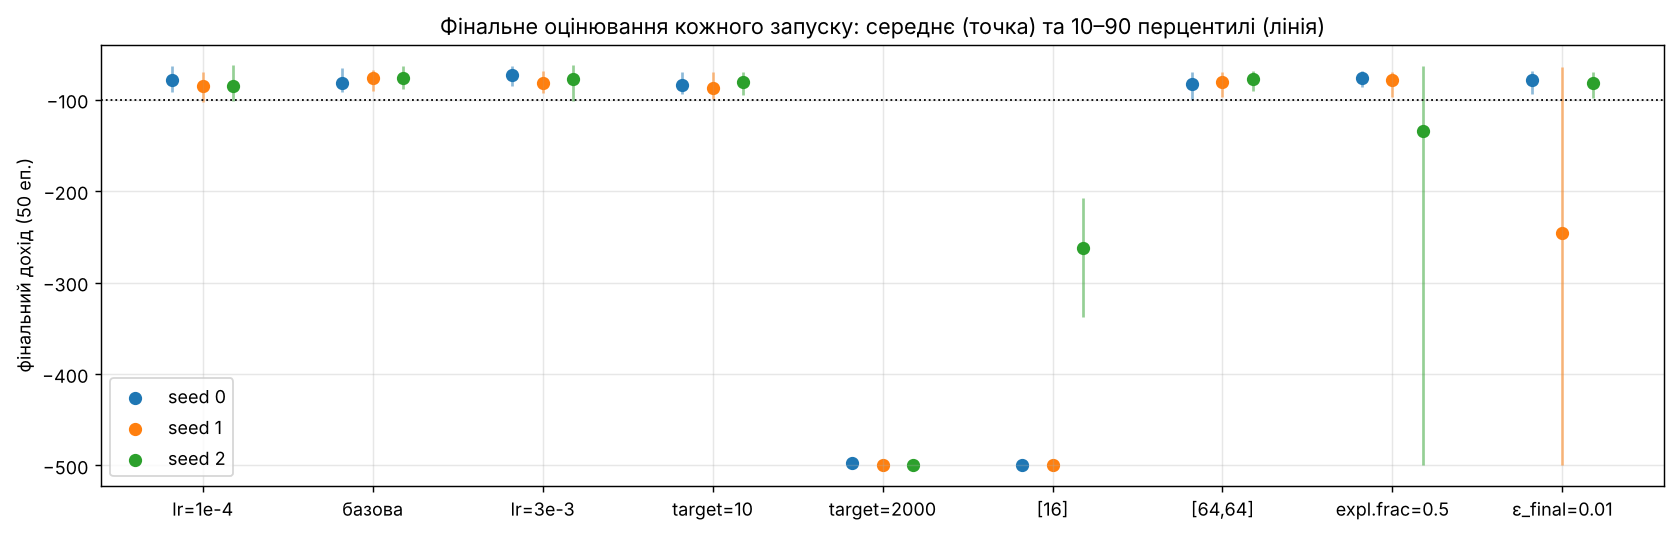 Фінальне оцінювання кожного запуску: середнє (точка) та 10–90 перцентилі (лінія)
фінальний дохід (50 еп.)
−100
−200
−300
−400
−500
seed 0
seed 1
seed 2
lr=1e-4
базова
lr=3e-3
target=10
target=2000
[16]
[64,64]
expl.frac=0.5
ε_final=0.01